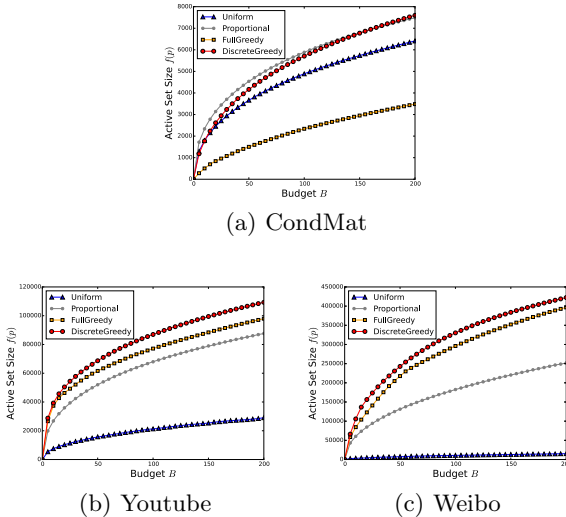 8000
7000
6000
5000
4000
3000
2000
1000
0
Active Set Size f(p)
Uniform
Proportional
FullGreedy
DiscreteGreedy
0 50 100 150 200
Budget B
(a) CondMat
120000
100000
80000
60000
40000
20000
0
Active Set Size f(p)
Uniform
Proportional
FullGreedy
DiscreteGreedy
0 50 100 150 200
Budget B
(b) Youtube
450000
400000
350000
300000
250000
200000
150000
100000
50000
0
Active Set Size f(p)
Uniform
Proportional
FullGreedy
DiscreteGreedy
0 50 100 150 200
Budget B
(c) Weibo